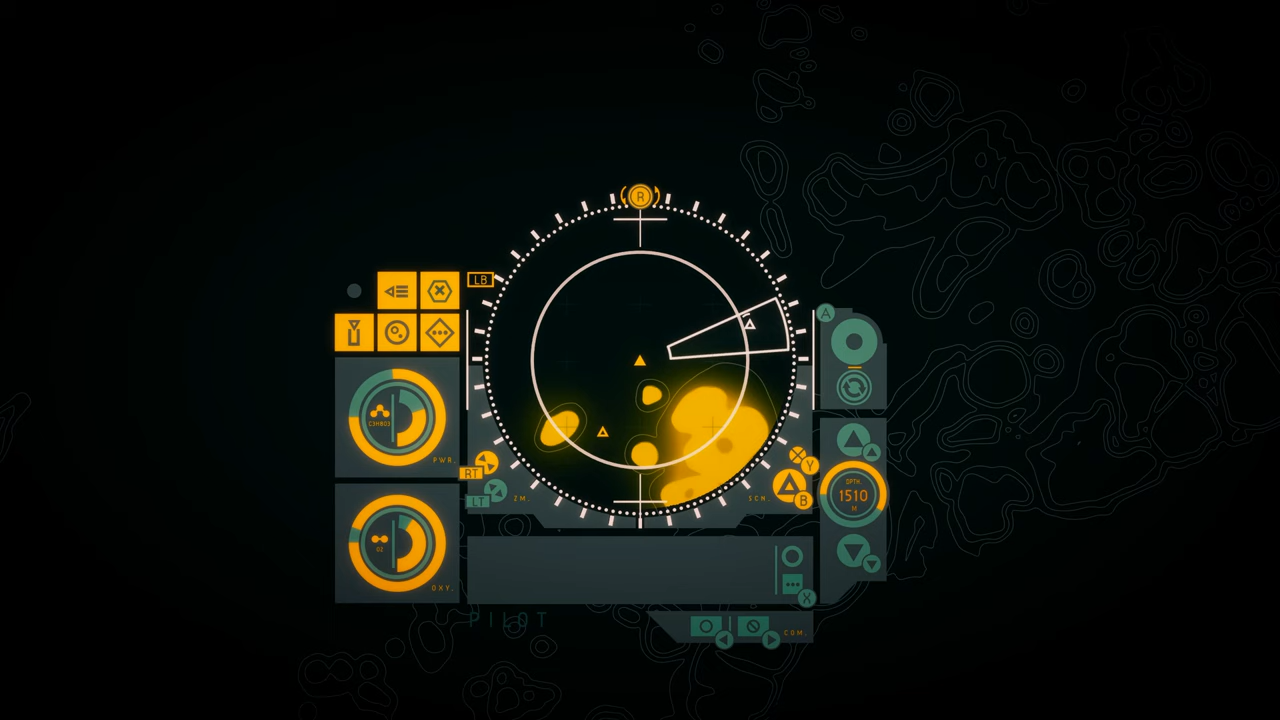 R
LB
A
C3H8O3
PWR.
RT
LT
ZM.
SCN.
Y
B
DPTH.
1510
M
O2
OXY.
X
PILOT
COM.